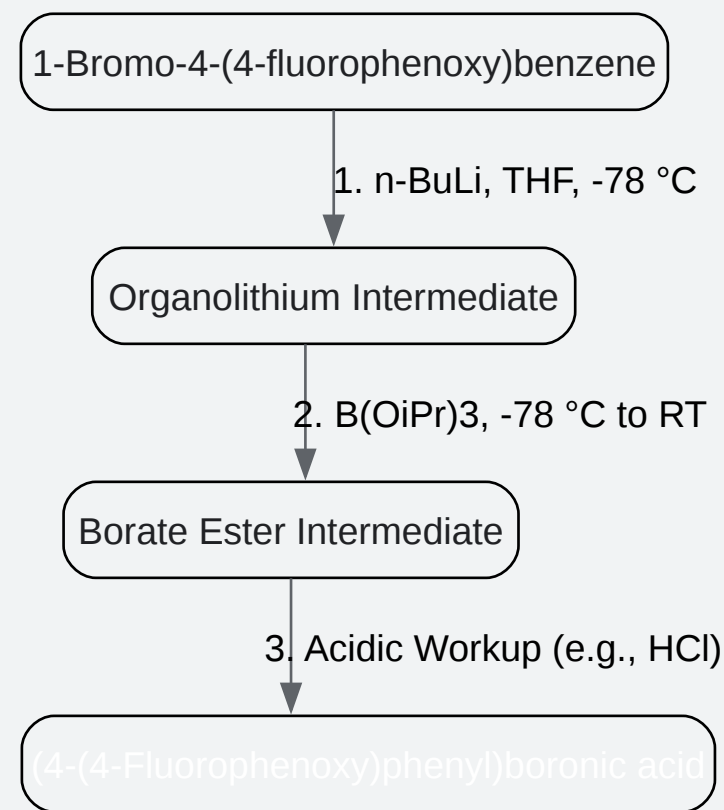 1-Bromo-4-(4-fluorophenoxy)benzene
1. n-BuLi, THF, -78 °C
Organolithium Intermediate
2. B(OiPr)3, -78 °C to RT
Borate Ester Intermediate
3. Acidic Workup (e.g., HCl)
(4-(4-Fluorophenoxy)phenyl)boronic acid